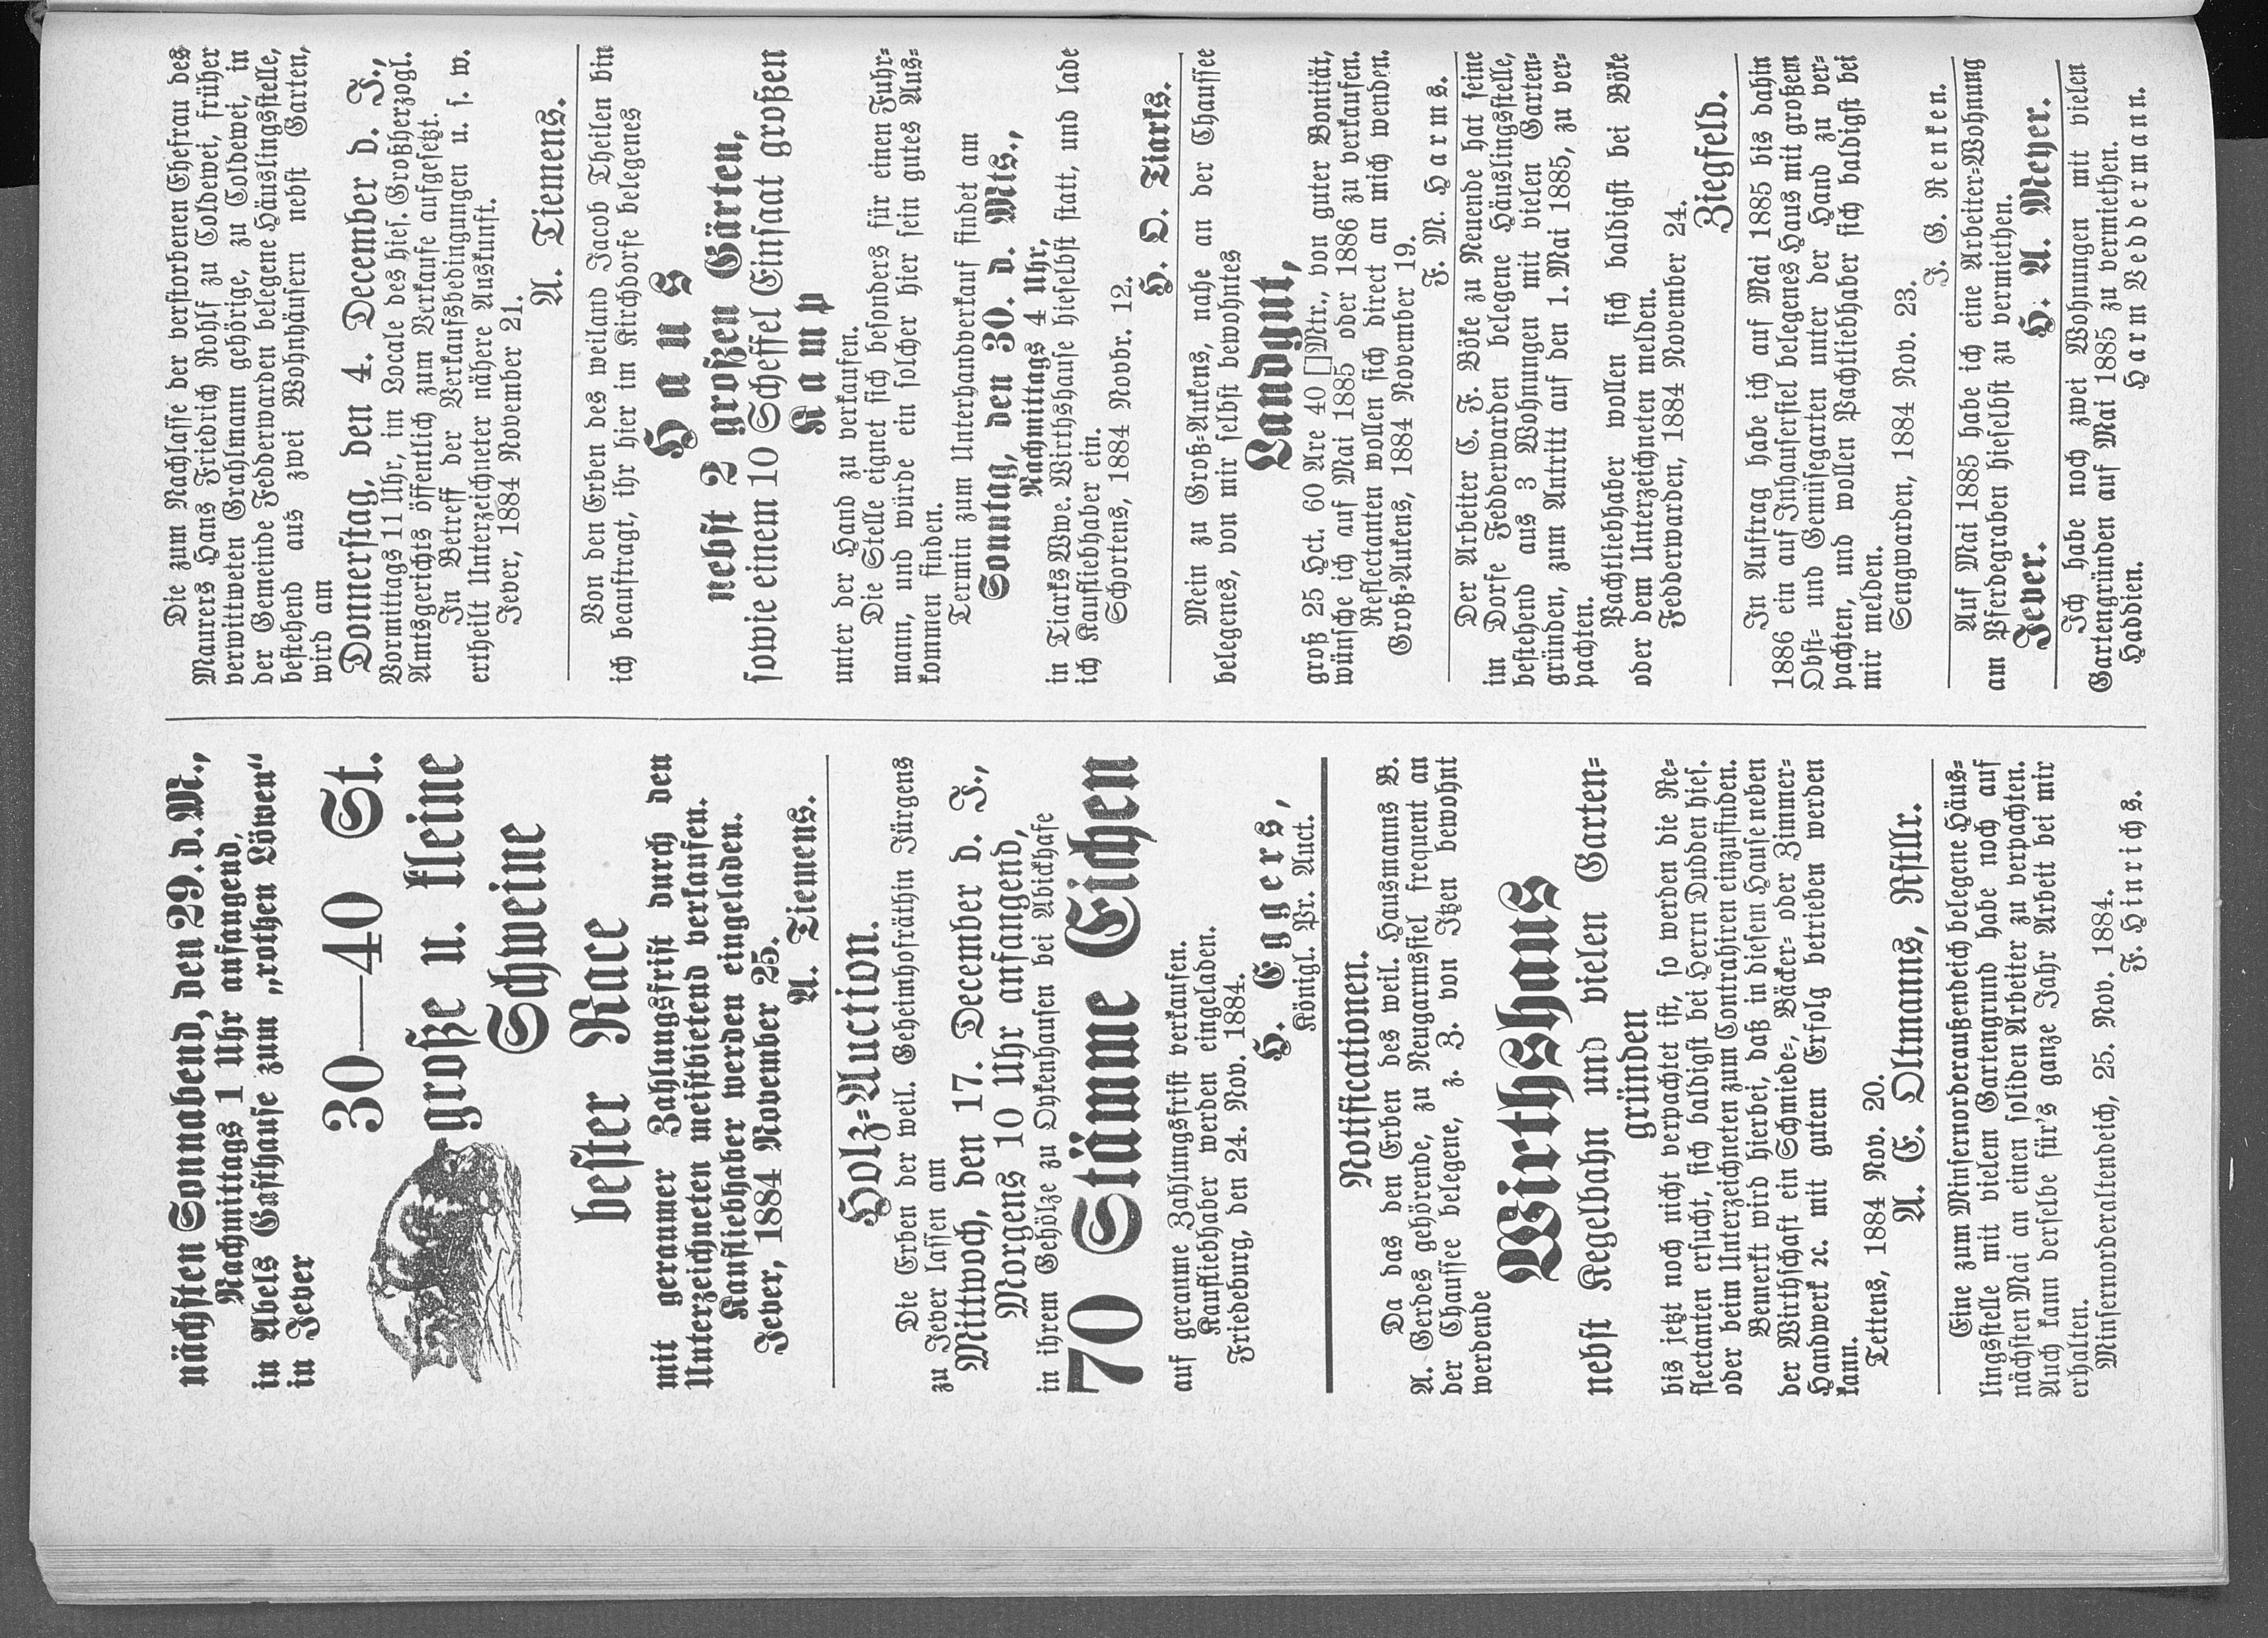 nächsten Sonnabend, den 29. d. M.,
Nachmittags 1 Uhr anfangend,
in Abels Gasthause zum „rothen Löwen“
in Jever
30—40 St.
große u. kleine
Schweine
bester Race
mit geraumer Zahlungsfrist durch den
Unterzeichneten meistbietend verkaufen.
Kaufliebhaber werden eingeladen.
Jever, 1884 November 25.
A. Tiemens.
Holz-Auction.
Die Erben der weil. Geheimhofräthin Jürgens
zu Jever lassen am
Mittwoch, den 17. December d. J.,
Morgens 10 Uhr anfangend,
in ihrem Gehölze zu Dykenhausen bei Abickhafe
70 Stämme Eichen
auf geraume Zahlungsfrist verkaufen.
Kaufliebhaber werden eingeladen.
Friedeburg, den 24. Nov. 1884.
H. Eggers,
Königl. Pr. Auct.
Notificationen.
Da das den Erben des weil. Hausmanns B.
A. Gerdes gehörende, zu Neugarmssiel frequent an
der Chaussee belegene, z. Z. von Itzen bewohnt
werdende
Wirthshaus
nebst Kegelbahn und vielen Garten-
gründen
bis jetzt noch nicht verpachtet ist, so werden die Re-
flectanten ersucht, sich baldigst bei Herrn Dudden hies.
oder beim Unterzeichneten zum Contrahiren einzufinden.
Bemerkt wird hierbei, daß in diesem Hause neben
der Wirthschaft ein Schmiede-, Bäcker- oder Zimmer-
Handwerk ꝛc. mit gutem Erfolg betrieben werden
kann.
Tettens, 1884 Nov. 20.
A. E. Oltmanns, Rstllr.
Eine zum Minsernorderaußendeich belegene Häus-
lingsstelle mit vielem Gartengrund habe noch auf
nächsten Mai an einen soliden Arbeiter zu verpachten.
Auch kann derselbe für's ganze Jahr Arbeit bei mir
erhalten.
Minsernorderaltendeich, 25. Nov. 1884.
F. Hinrichs.
Die zum Nachlasse der verstorbenen Ehefrau des
Maurers Hans Friedrich Rohlf zu Coldewei, früher
verwittweten Grahlmann gehörige, zu Coldewei, in
der Gemeinde Fedderwarden belegene Häuslingsstelle,
bestehend aus zwei Wohnhäusern nebst Garten,
wird am
Donnerstag, den 4. December d. J.,
Vormittags 11 Uhr, im Locale des hies. Großherzogl.
Amtsgerichts öffentlich zum Verkaufe aufgesetzt.
In Betreff der Verkaufsbedingungen u. s. w.
ertheilt Unterzeichneter nähere Auskunft.
Jever, 1884 November 21.
A. Tiemens.
Von den Erben des weiland Jacob Theilen bin
ich beauftragt, ihr hier im Kirchdorfe belegenes
Haus
nebst 2 großen Gärten,
sowie einem 10 Scheffel Einsaat großen
Kamp
unter der Hand zu verkaufen.
Die Stelle eignet sich besonders für einen Fuhr-
mann, und würde ein solcher hier sein gutes Aus-
kommen finden.
Termin zum Unterhandverkauf findet am
Sonntag, den 30. d. Mts.,
Nachmittags 4 Uhr,
in Tiarks Wwe. Wirthshause hieselbst statt, und lade
ich Kaufliebhaber ein.
Schortens, 1884 Novbr. 12.
H. D. Tiarks.
Mein zu Groß-Aukens, nahe an der Chaussee
belegenes, von mir selbst bewohntes
Landgut,
groß 25 Hct. 60 Are 40 []Mtr., von guter Bonität,
wünsche ich auf Mai 1885 oder 1886 zu verkaufen.
Reflectanten wollen sich direct an mich wenden.
Groß-Aukens, 1884 November 19.
F. M. Harms.
Der Arbeiter C. F. Böke zu Neuende hat seine
im Dorfe Fedderwarden belegene Häuslingsstelle,
bestehend aus 3 Wohnungen mit vielen Garten-
gründen, zum Antritt auf den 1. Mai 1885, zu ver-
pachten.
Pachtliebhaber wollen sich baldigst bei Böke
oder dem Unterzeichneten melden.
Fedderwarden, 1884 November 24.
Ziegfeld.
In Auftrag habe ich auf Mai 1885 bis dahin
1886 ein auf Inhausersiel belegenes Haus mit großem
Obst- und Gemüsegarten unter der Hand zu ver-
pachten, und wollen Pachtliebhaber sich baldigst bei
mir melden.
Sengwarden, 1884 Nov. 23.
J. G. Renken.
Auf Mai 1885 habe ich eine Arbeiter-Wohnung
am Pferdegraben hieselbst zu vermiethen.
Jever. H. A. Meyer.
Ich habe noch zwei Wohnungen mit vielen
Gartengründen auf Mai 1885 zu vermiethen.
Haddien. Harm Veddermann.